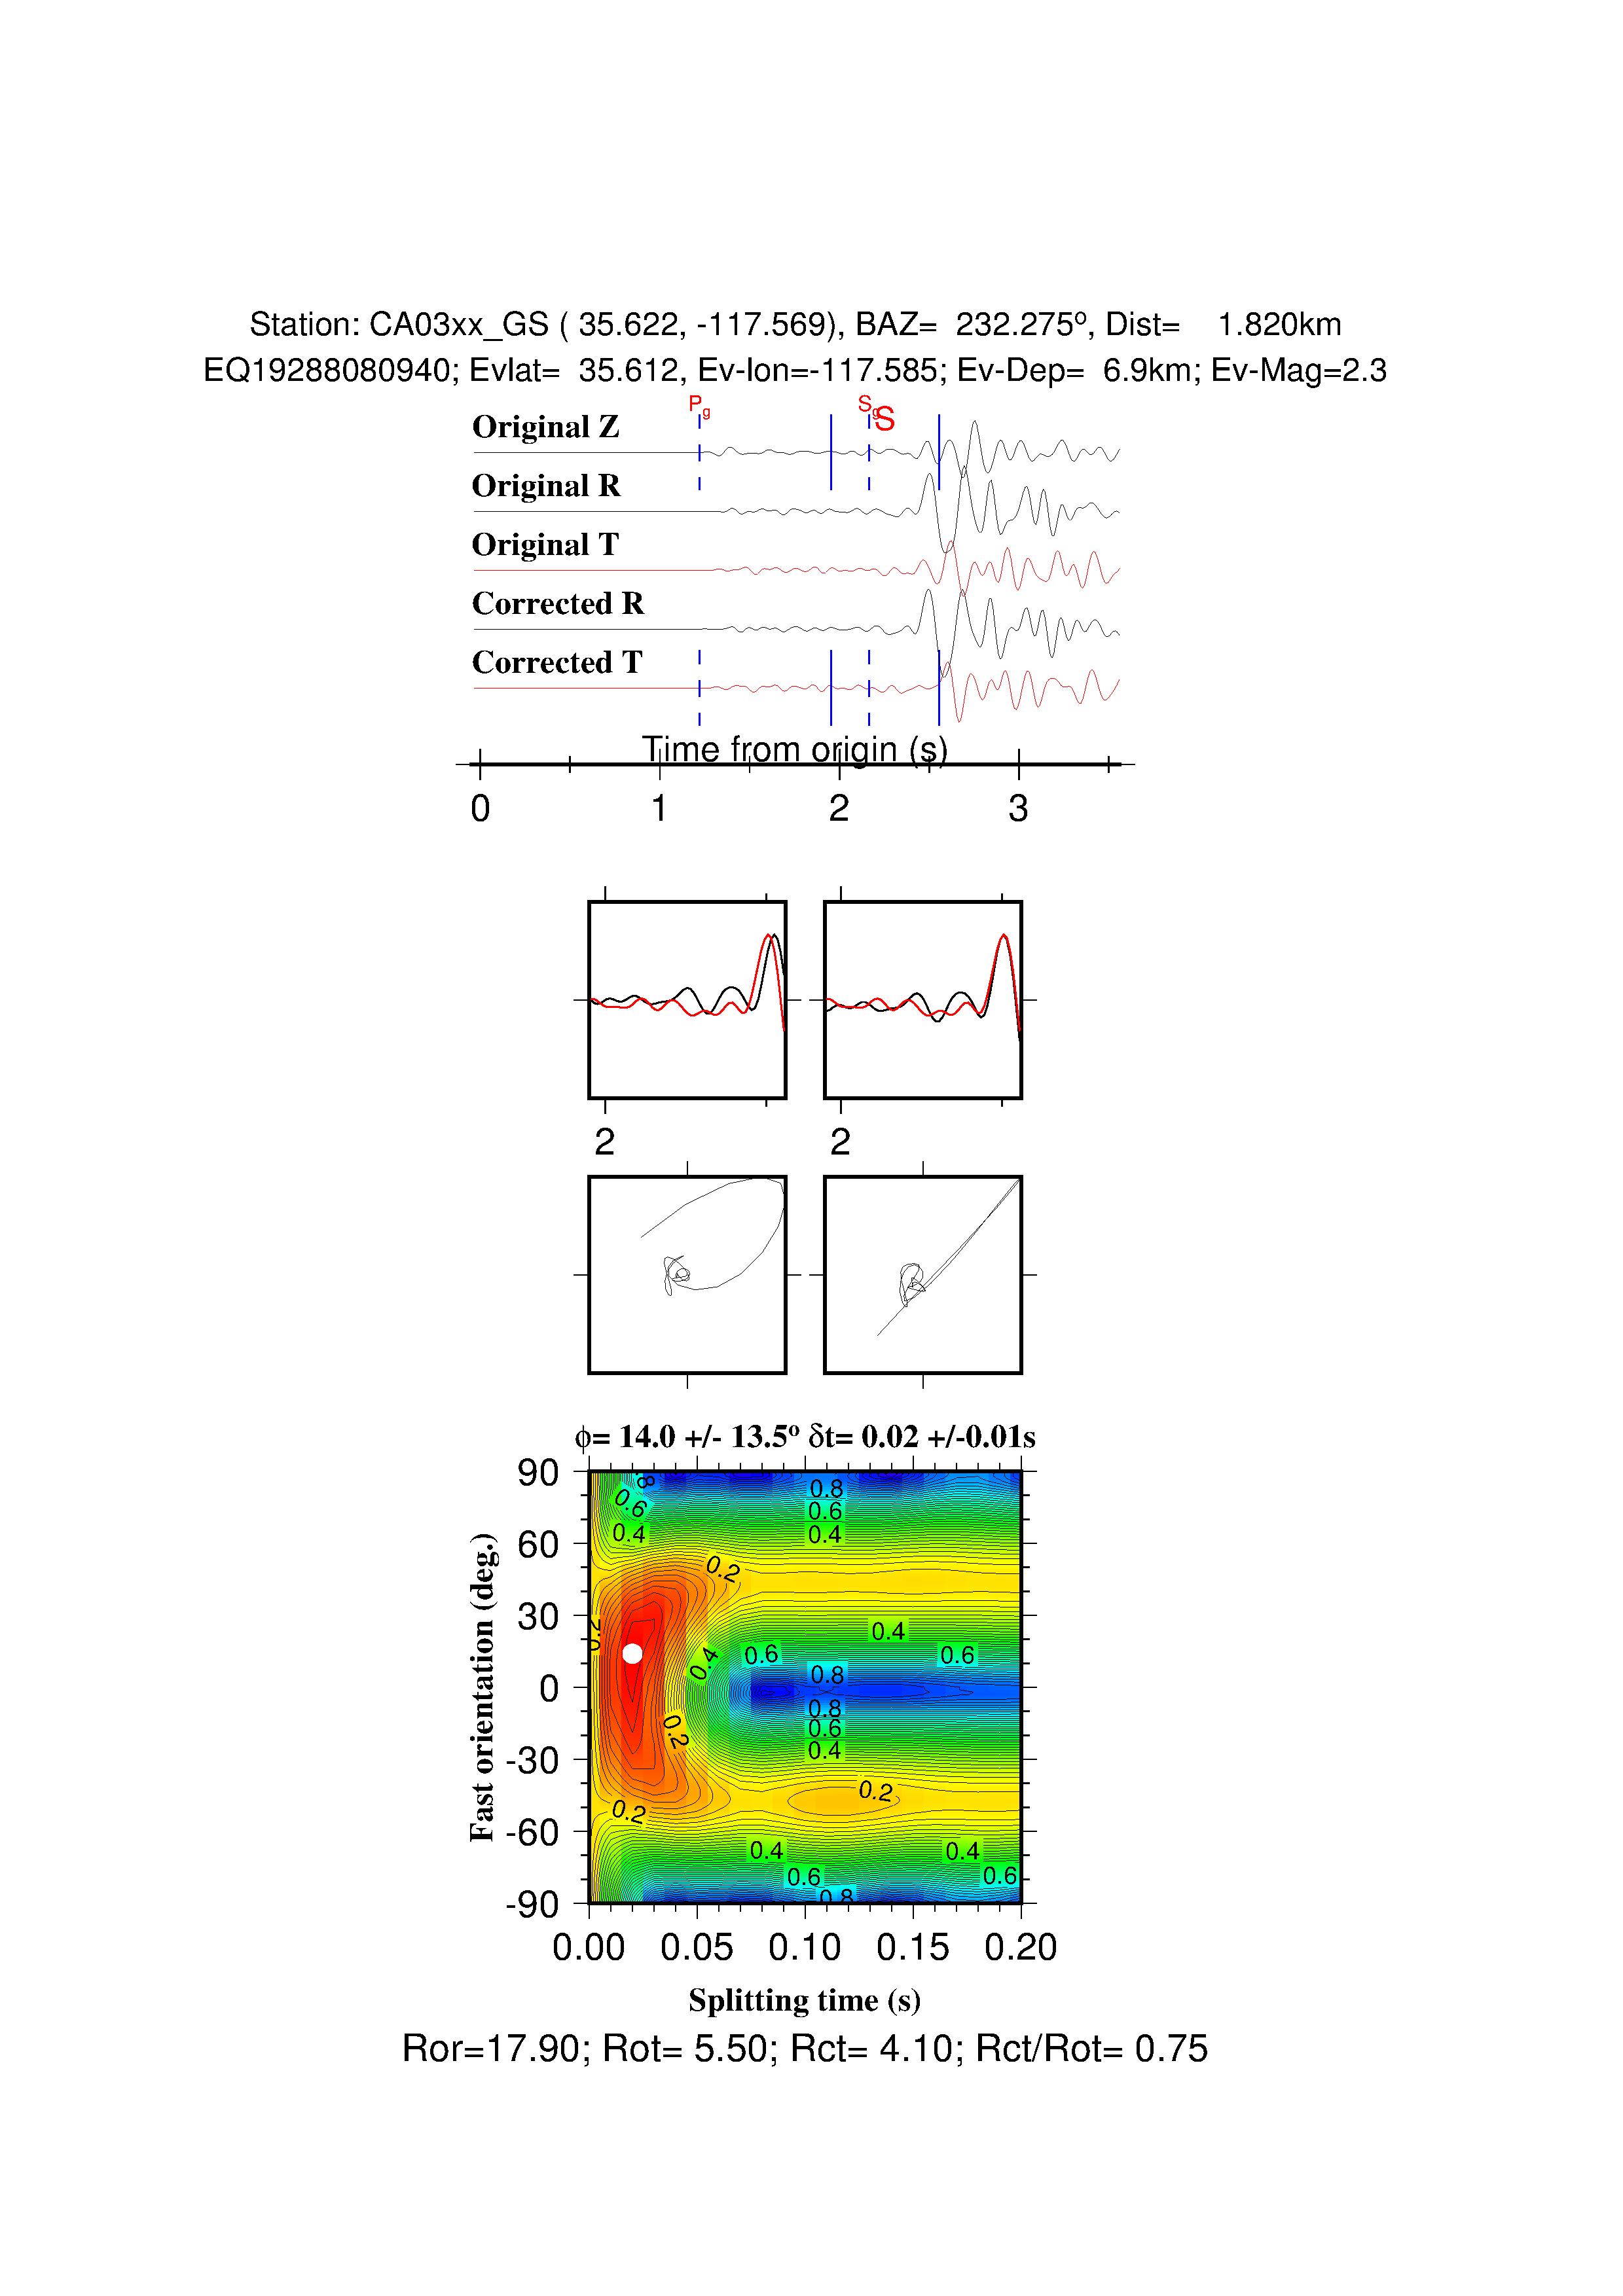 Station: CA03xx_GS ( 35.622, -117.569), BAZ= 232.275º, Dist= 1.820km
EQ19288080940; Evlat= 35.612, Ev-lon=-117.585; Ev-Dep= 6.9km; Ev-Mag=2.3
Pg Sg S
Original Z
Original R
Original T
Corrected R
Corrected T
Time from origin (s)
0 1 2 3
2 2
ϕ= 14.0 +/- 13.5º δt= 0.02 +/-0.01s
90
60
30
0
-30
-60
-90
Fast orientation (deg.)
0.8 0.8
0.6 0.6
0.4 0.4
0.2
0.2 0.4
0.4 0.6 0.6
0.8
0.8
0.2 0.6
0.4
0.2
0.2
0.4 0.4
0.6 0.6
0.8
0.00 0.05 0.10 0.15 0.20
Splitting time (s)
Ror=17.90; Rot= 5.50; Rct= 4.10; Rct/Rot= 0.75